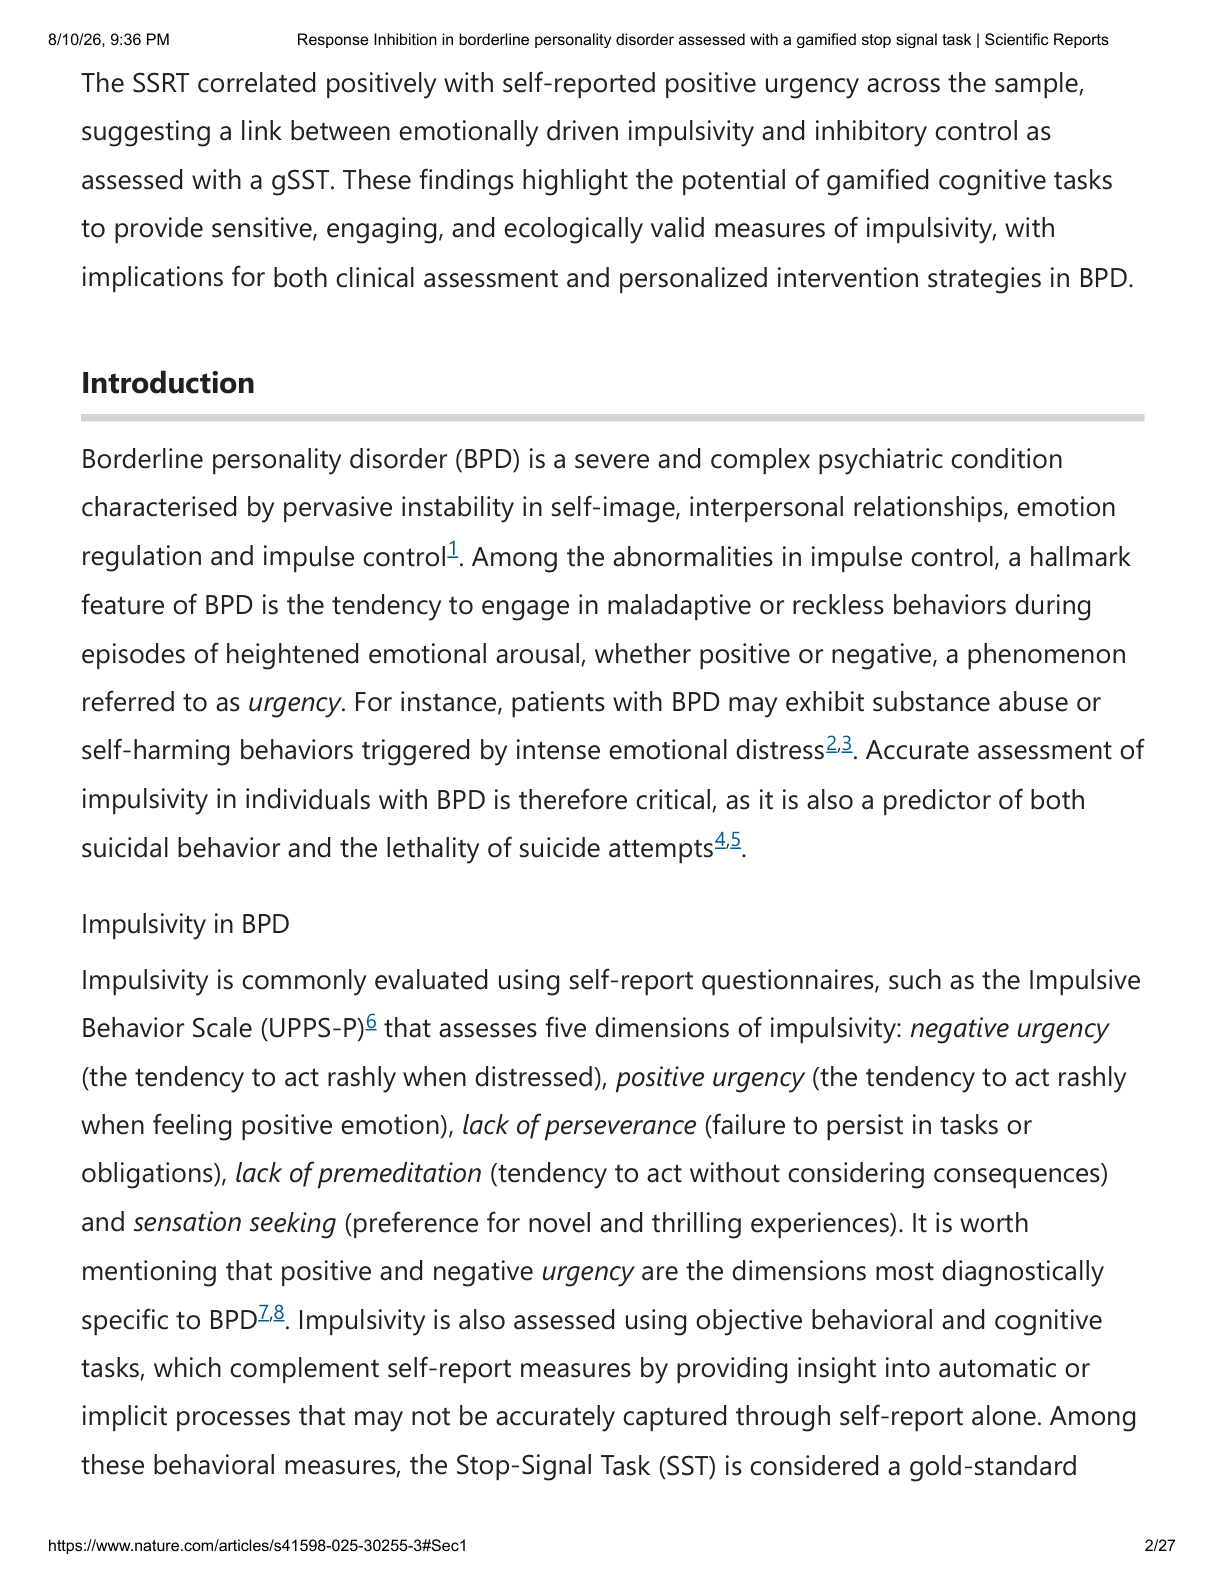 8/10/26, 9:36 PM Response Inhibition in borderline personality disorder assessed with a gamified stop signal task | Scientific Reports
The SSRT correlated positively with self-reported positive urgency across the sample,
suggesting a link between emotionally driven impulsivity and inhibitory control as
assessed with a gSST. These findings highlight the potential of gamified cognitive tasks
to provide sensitive, engaging, and ecologically valid measures of impulsivity, with
implications for both clinical assessment and personalized intervention strategies in BPD.
Introduction
Borderline personality disorder (BPD) is a severe and complex psychiatric condition
characterised by pervasive instability in self-image, interpersonal relationships, emotion
regulation and impulse control1. Among the abnormalities in impulse control, a hallmark
feature of BPD is the tendency to engage in maladaptive or reckless behaviors during
episodes of heightened emotional arousal, whether positive or negative, a phenomenon
referred to as urgency. For instance, patients with BPD may exhibit substance abuse or
self-harming behaviors triggered by intense emotional distress2,3. Accurate assessment of
impulsivity in individuals with BPD is therefore critical, as it is also a predictor of both
suicidal behavior and the lethality of suicide attempts4,5.
Impulsivity in BPD
Impulsivity is commonly evaluated using self-report questionnaires, such as the Impulsive
Behavior Scale (UPPS-P)6 that assesses five dimensions of impulsivity: negative urgency
(the tendency to act rashly when distressed), positive urgency (the tendency to act rashly
when feeling positive emotion), lack of perseverance (failure to persist in tasks or
obligations), lack of premeditation (tendency to act without considering consequences)
and sensation seeking (preference for novel and thrilling experiences). It is worth
mentioning that positive and negative urgency are the dimensions most diagnostically
specific to BPD7,8. Impulsivity is also assessed using objective behavioral and cognitive
tasks, which complement self-report measures by providing insight into automatic or
implicit processes that may not be accurately captured through self-report alone. Among
these behavioral measures, the Stop-Signal Task (SST) is considered a gold-standard
https://www.nature.com/articles/s41598-025-30255-3#Sec1 2/27